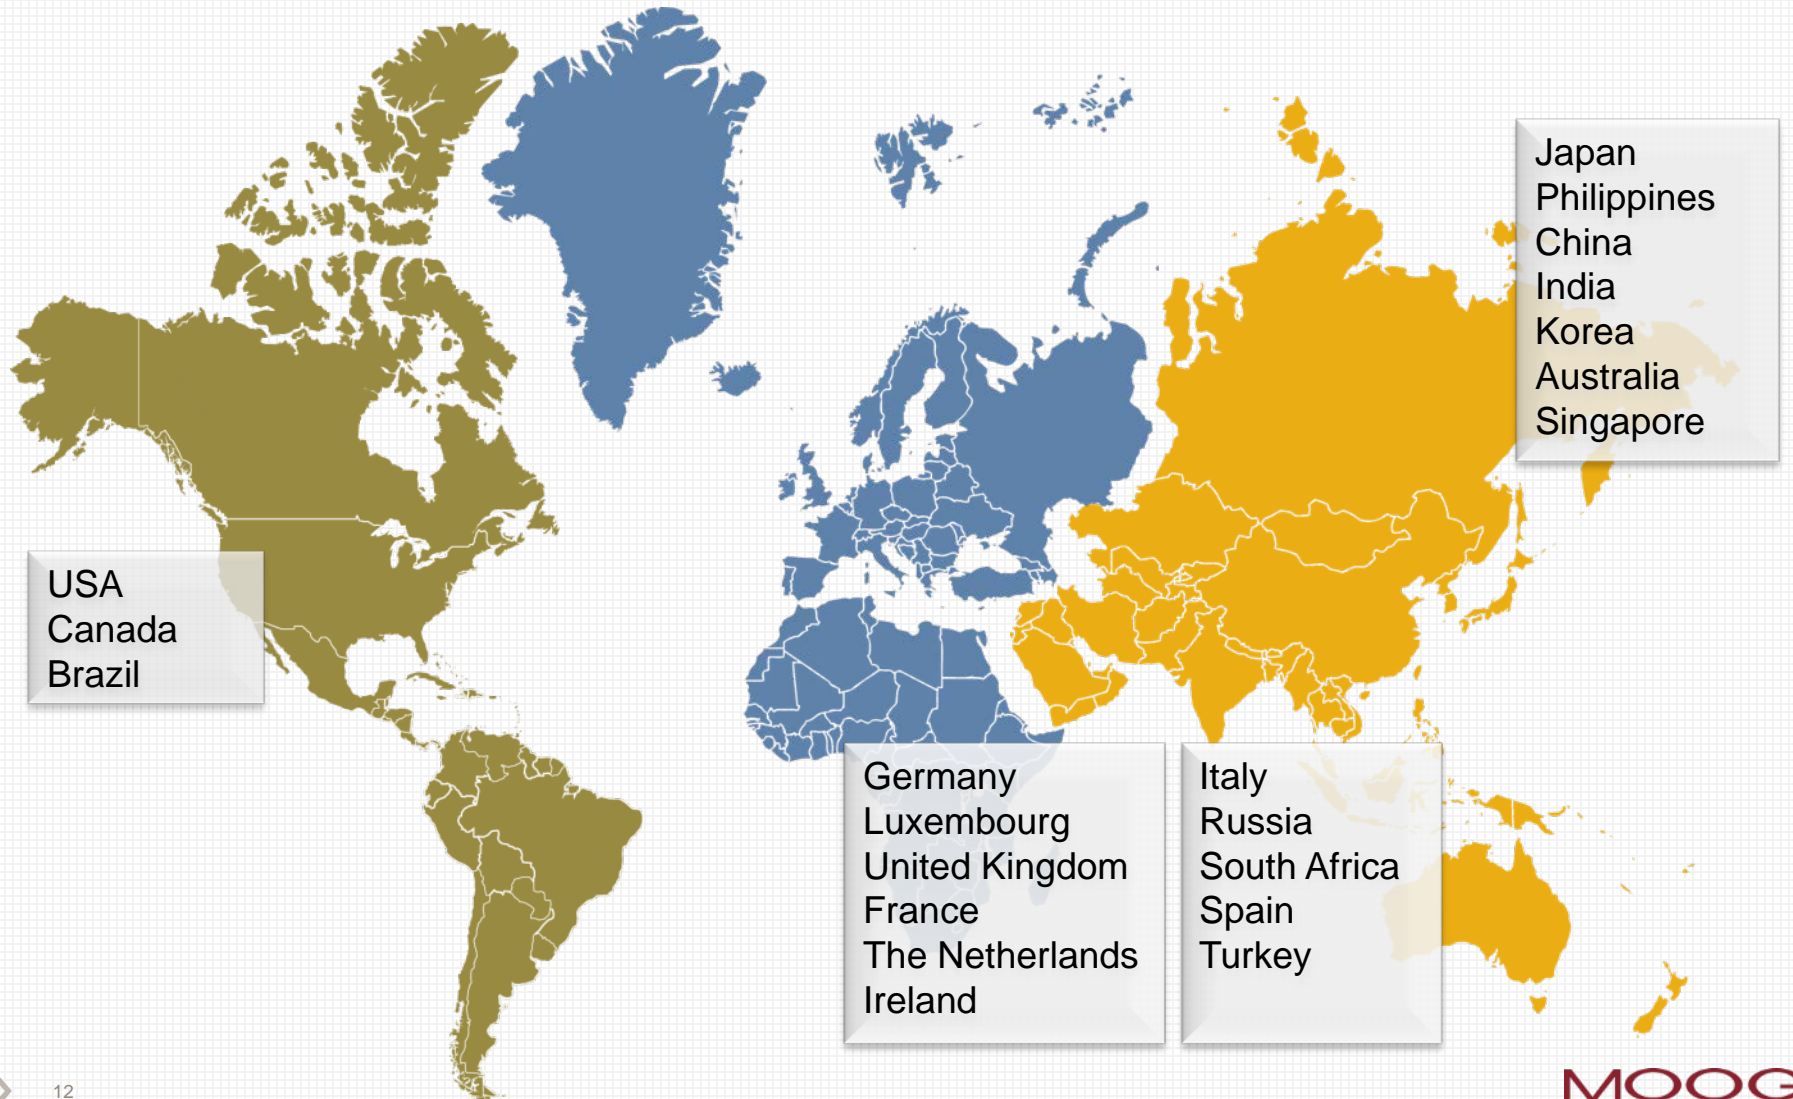 Japan
Philippines
China
India
Korea
Australia
Singapore
USA
Canada
Brazil
Germany
Luxembourg
United Kingdom
France
The Netherlands
Ireland
Italy
Russia
South Africa
Spain
Turkey
12
MOOG